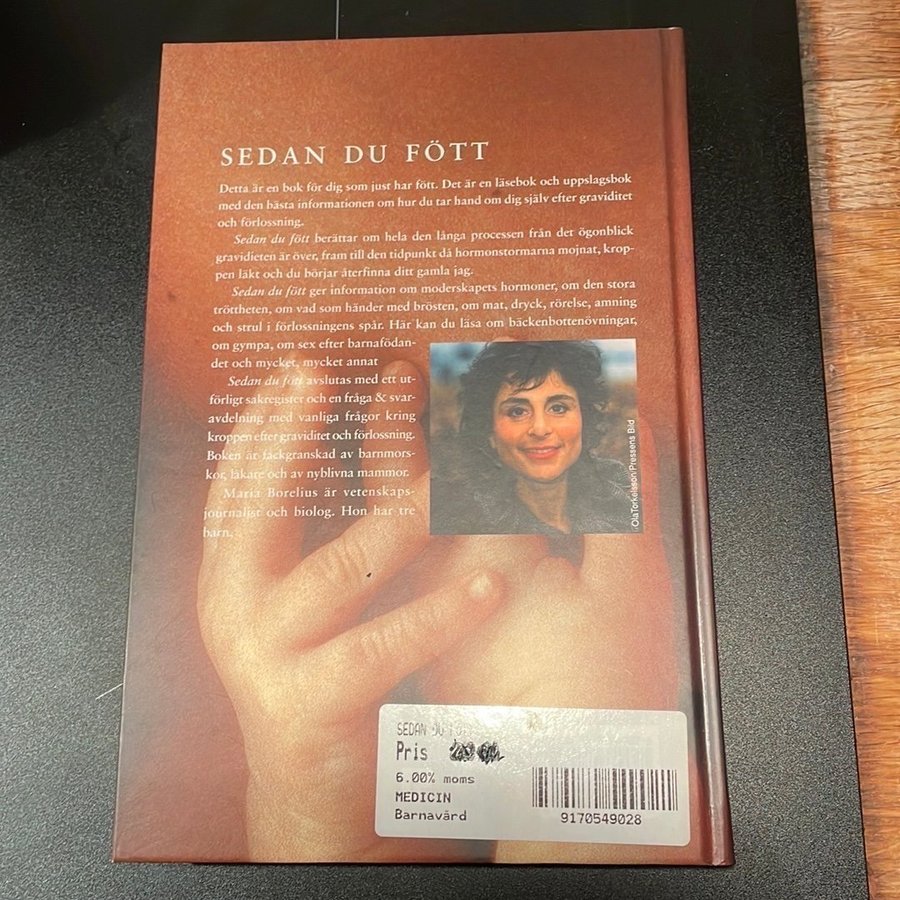 SEDAN DU FÖTT
Detta är en bok för dig som just har fött. Det är en läsebok och uppslagsbok
med den bästa informationen om hur du tar hand om dig själv efter graviditet
och förlossning.
Sedan du fött berättar om hela den långa processen från det ögonblick
gravidieten är över, fram till den tidpunkt då hormonstormarna mojnat, krop-
pen läkt och du börjar återfinna ditt gamla jag.
Sedan du fött ger information om moderskapets hormoner, om den stora
tröttheten, om vad som händer med brösten, om mat, dryck, rörelse, amning
och strul i förlossningens spår. Här kan du läsa om bäckenbottenövningar,
om gympa, om sex efter barnafödan-
det och mycket, mycket annat
Sedan du fött avslutas med ett ut-
förligt sakregister och en fråga & svar-
avdelning med vanliga frågor kring
kroppen efter graviditet och förlossning.
Boken är fackgranskad av barnmors-
kor, läkare och av nyblivna mammor.
Maria Borelius är vetenskaps-
journalist och biolog. Hon har tre
barn.
Ola Torkelsson Pressens Bild
SEDAN DU FÖTT
Pris
6.00% moms
MEDICIN
Barnavård
9170549028